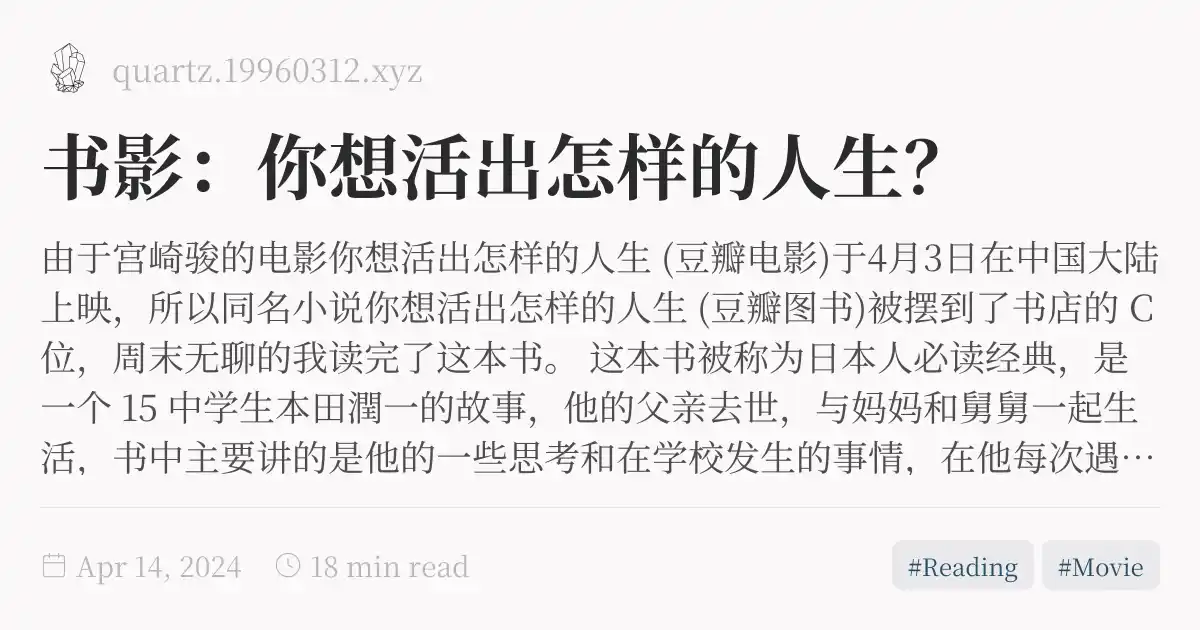 quartz.19960312.xyz
书影：你想活出怎样的人生？
由于宫崎骏的电影你想活出怎样的人生 (豆瓣电影)于4月3日在中国大陆
上映，所以同名小说你想活出怎样的人生 (豆瓣图书)被摆到了书店的 C
位，周末无聊的我读完了这本书。 这本书被称为日本人必读经典，是
一个 15 中学生本田潤一的故事，他的父亲去世，与妈妈和舅舅一起生
活，书中主要讲的是他的一些思考和在学校发生的事情，在他每次遇…
Apr 14, 2024 18 min read #Reading #Movie